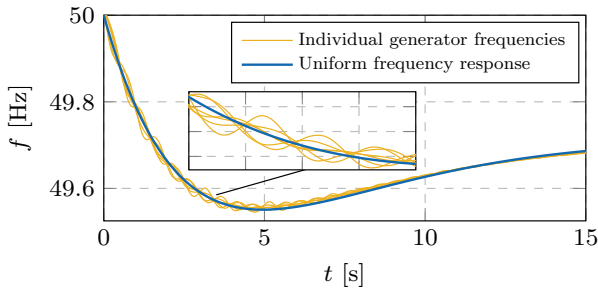 50
49.8
49.6
f [Hz]
Individual generator frequencies
Uniform frequency response
0
5
10
15
t [s]